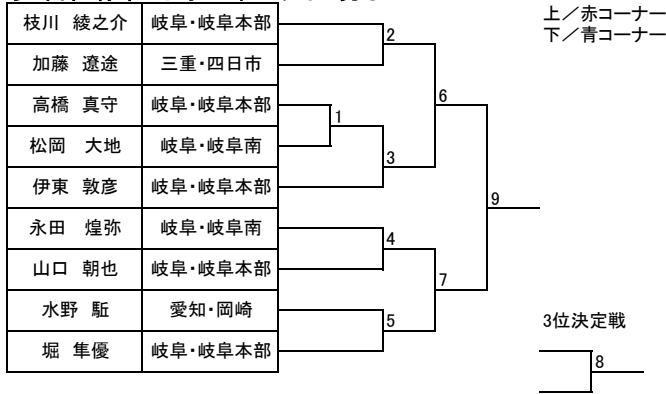 上／赤コーナー
下／青コーナー
枝川 綾之介 岐阜・岐阜本部
加藤 遼途 三重・四日市
高橋 真守 岐阜・岐阜本部
松岡 大地 岐阜・岐阜南
伊東 敦彦 岐阜・岐阜本部
永田 煌弥 岐阜・岐阜南
山口 朝也 岐阜・岐阜本部
水野 駈 愛知・岡崎
堀 隼優 岐阜・岐阜本部
2
6
1
3
9
4
7
5
3位決定戦
8